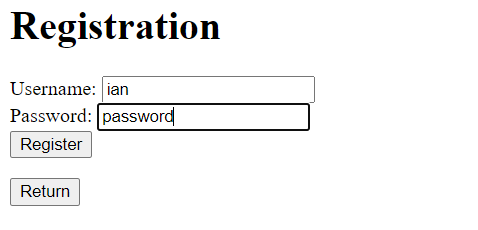 Registration
Username: ian
Password: password
Register
Return